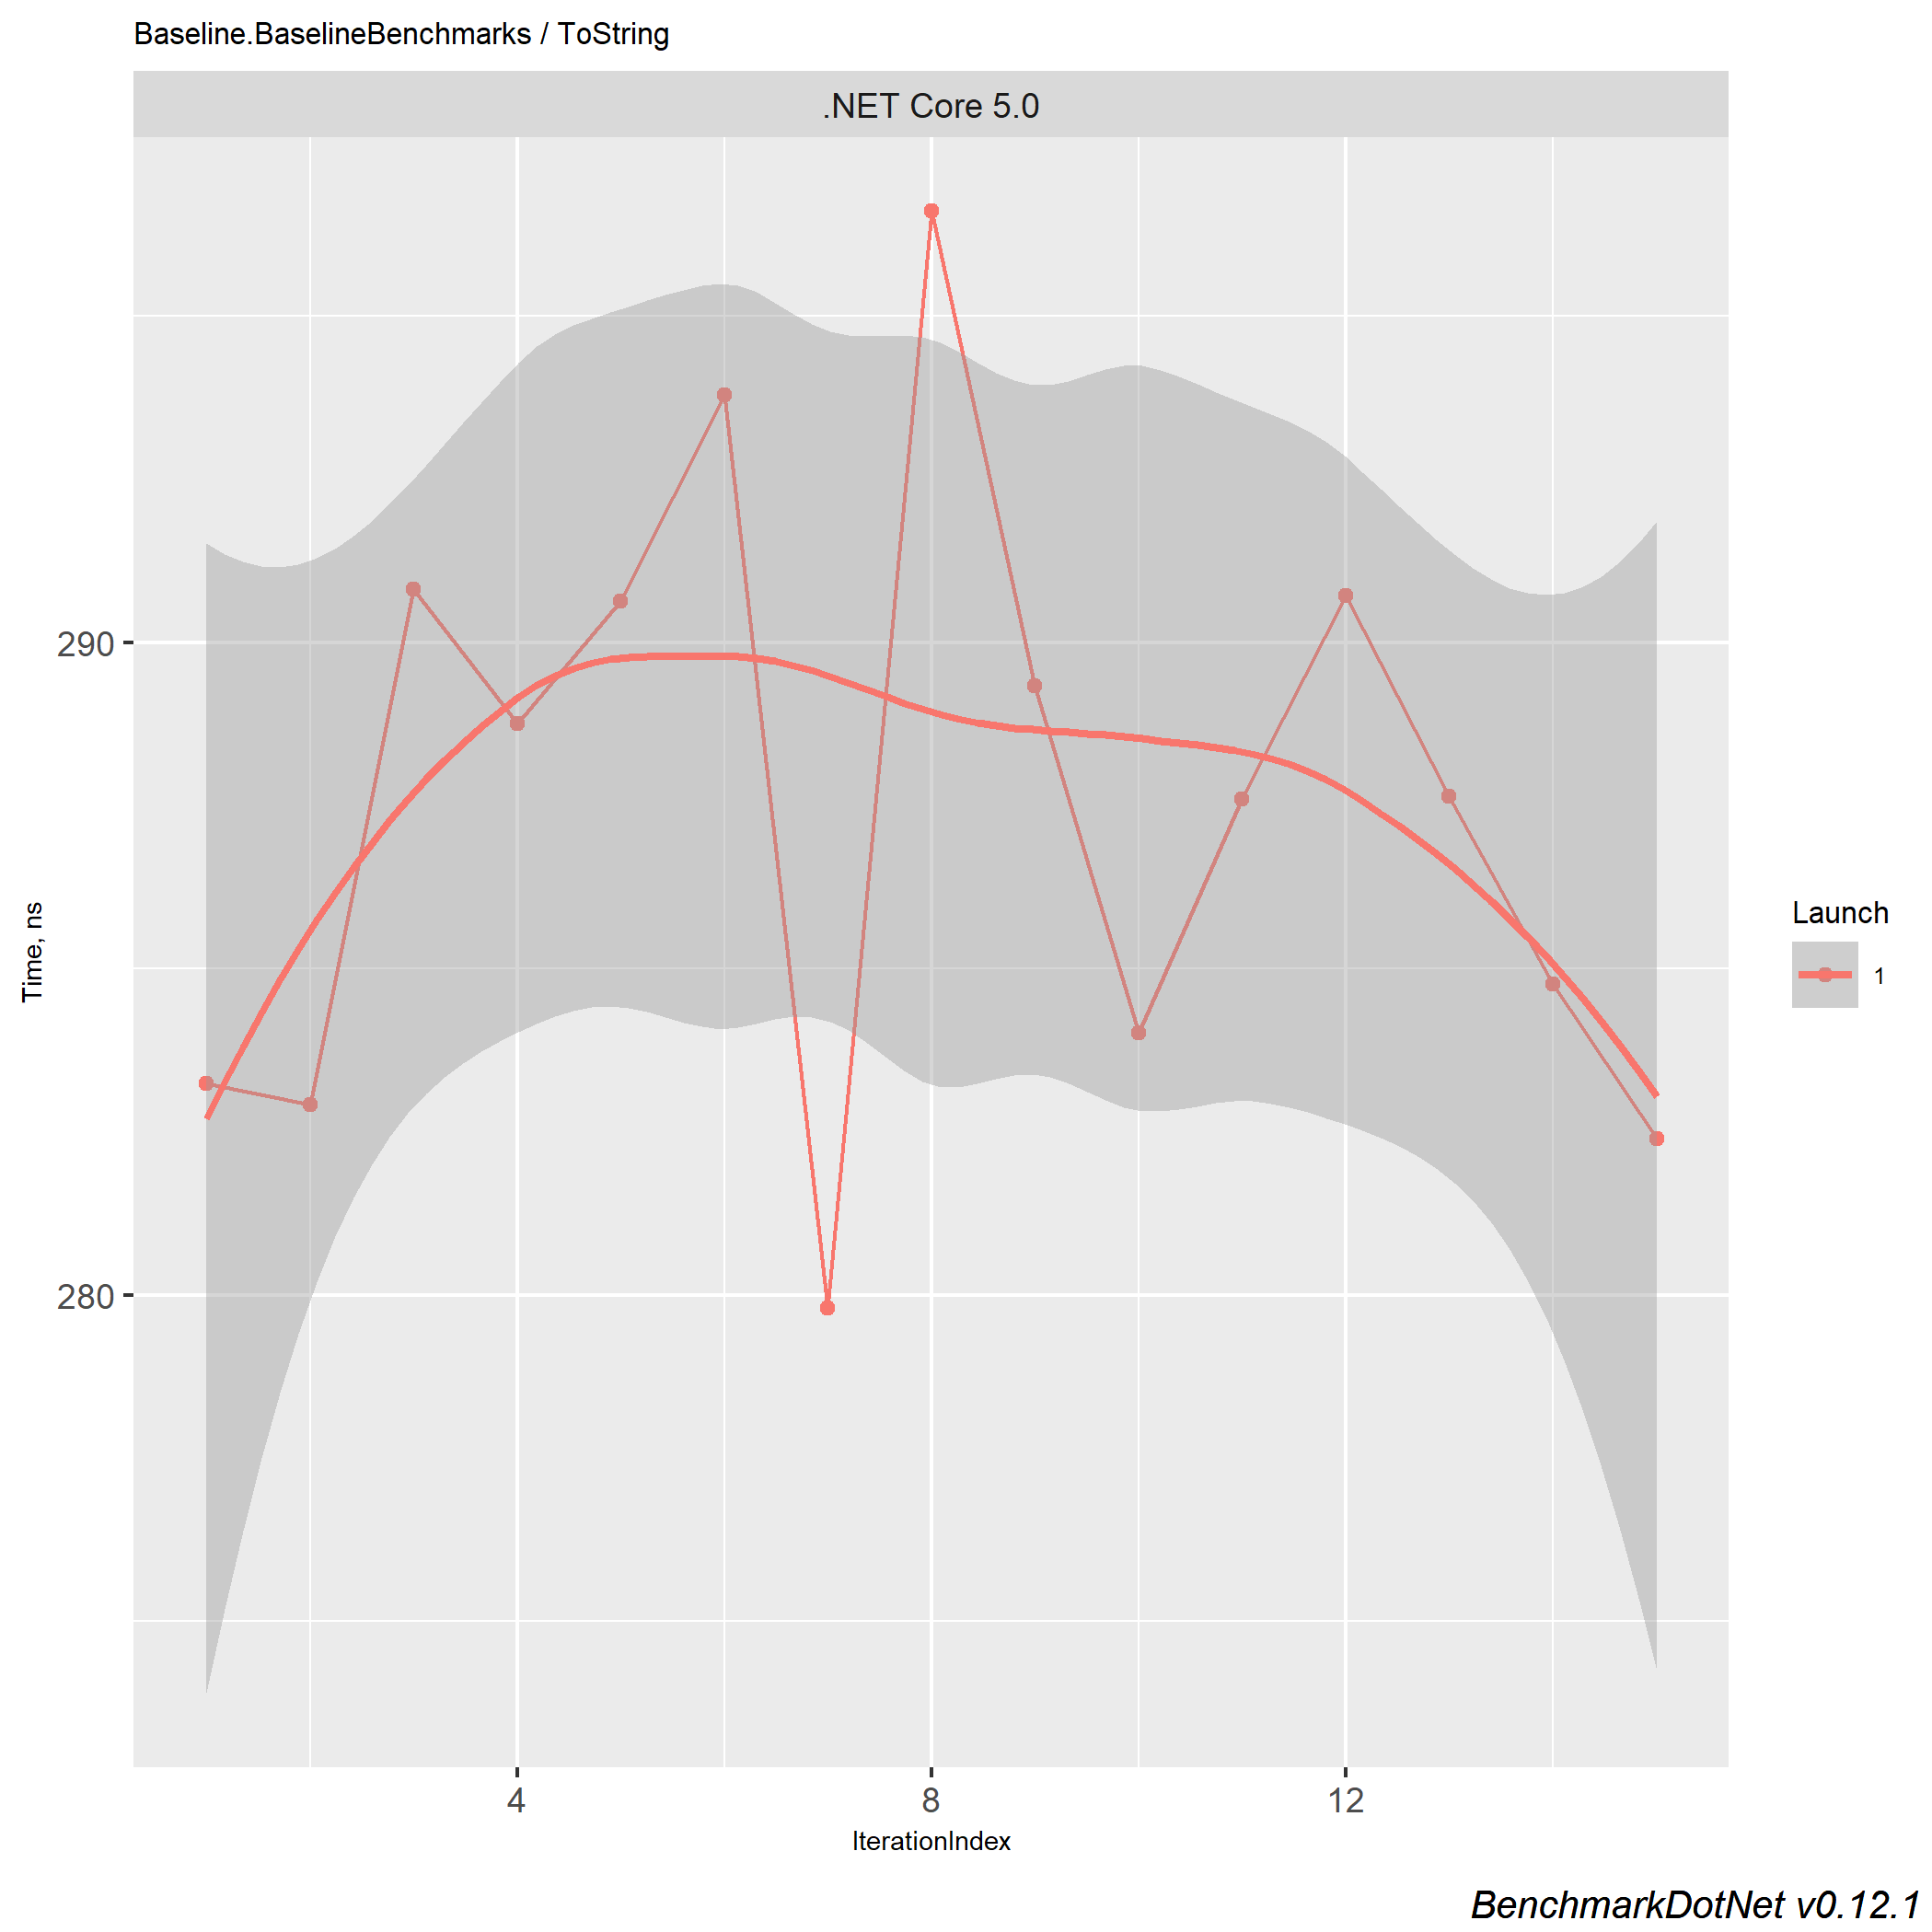 Baseline.BaselineBenchmarks / ToString
.NET Core 5.0
290
280
Time, ns
4
8
12
IterationIndex
Launch
1
BenchmarkDotNet v0.12.1